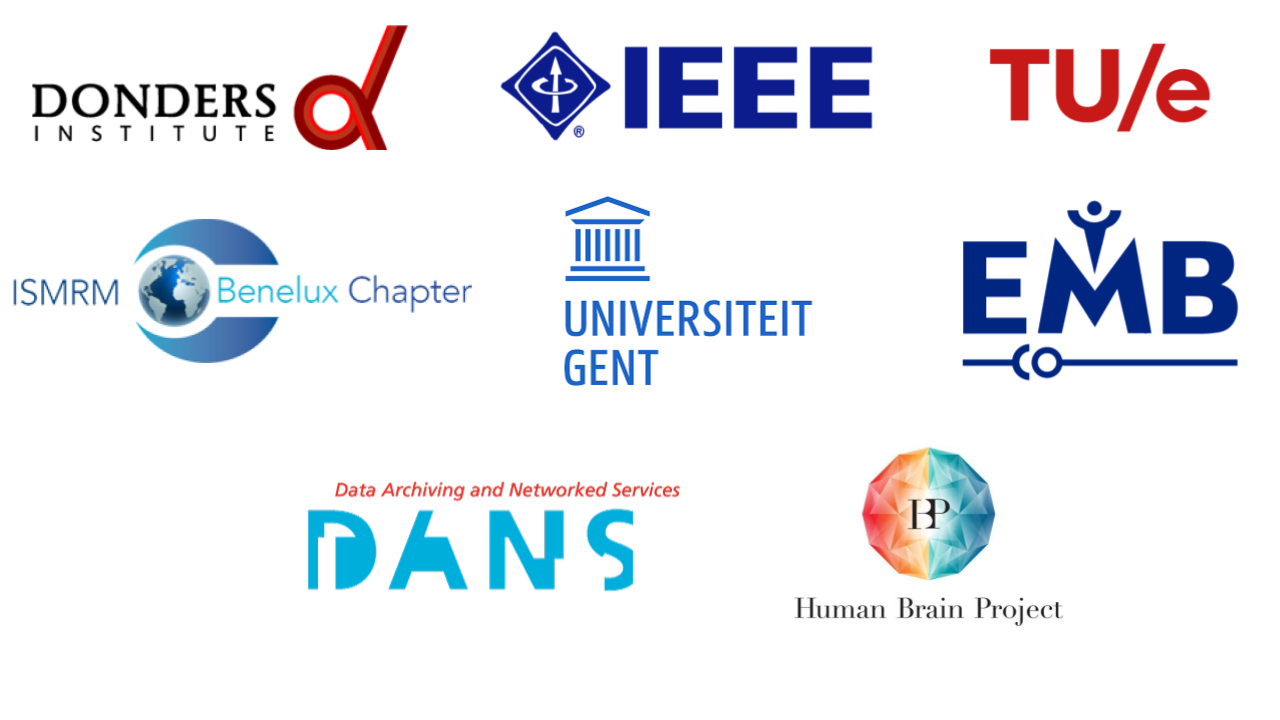 DONDERS
INSTITUTE
IEEE
®
TU/e
ISMRM Benelux Chapter
UNIVERSITEIT
GENT
EMB
Data Archiving and Networked Services
DANS
HBP
Human Brain Project